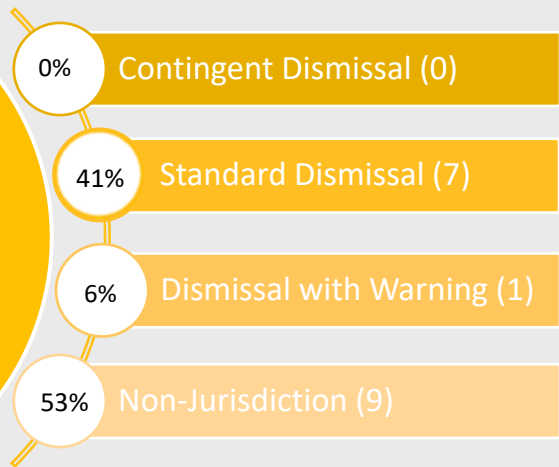 0% Contingent Dismissal (0)
41% Standard Dismissal (7)
6% Dismissal with Warning (1)
53% Non-Jurisdiction (9)